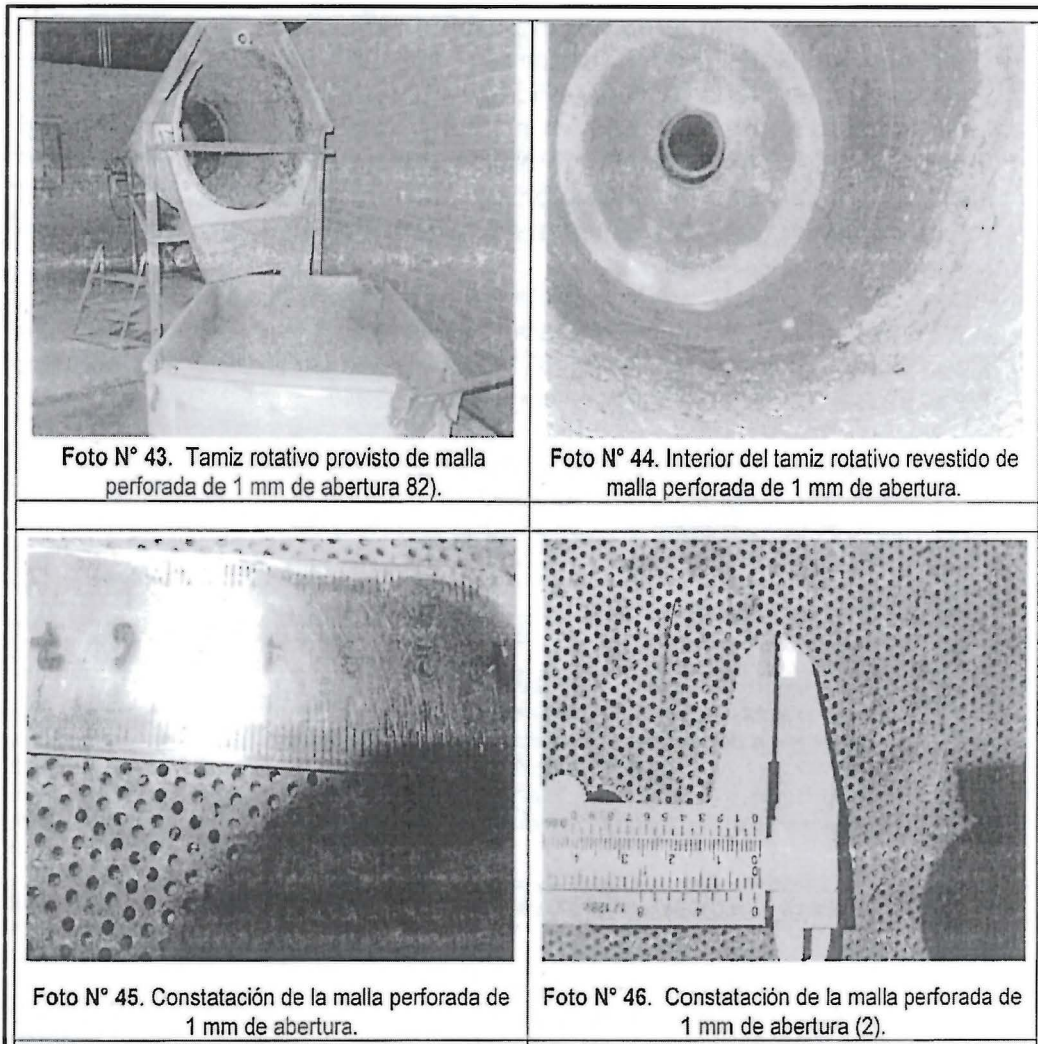 Foto N° 43. Tamiz rotativo provisto de malla
perforada de 1 mm de abertura 82).
Foto N° 44. Interior del tamiz rotativo revestido de
malla perforada de 1 mm de abertura.
Foto N° 45. Constatación de la malla perforada de
1 mm de abertura.
Foto N° 46. Constatación de la malla perforada de
1 mm de abertura (2).